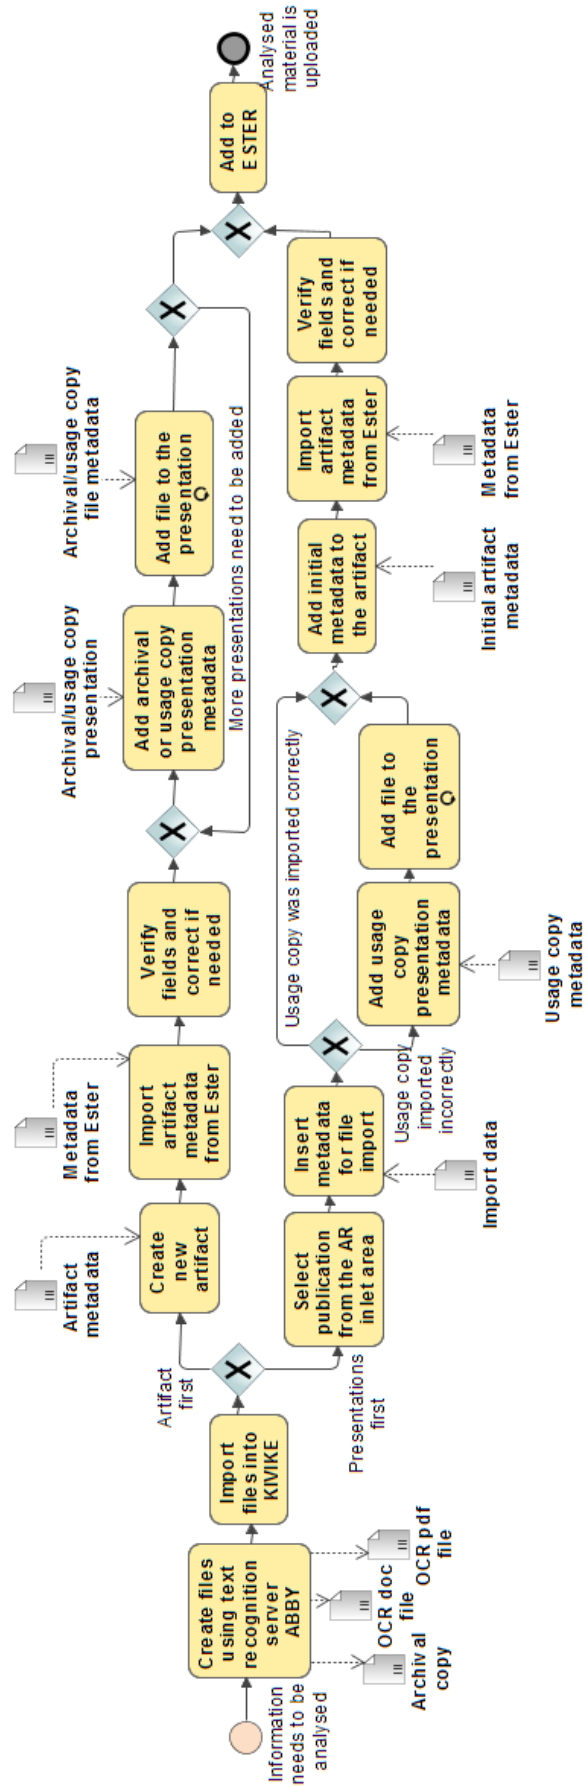 Information
needs to be
analysed
Create files
using text
recognition
server
ABBY
Archival
copy
OCR doc
file
OCR pdf
file
Import
files into
KIVIKE
Artifact
first
Presentations
first
Artifact
metadata
Create
new
artifact
Metadata
from Ester
Import
artifact
metadata
from Ester
Verify
fields and
correct if
needed
Archival/usage copy
presentation
Add archival
or usage copy
presentation
metadata
Archival/usage copy
file metadata
Add file to the
presentation
More presentations need to be added
Select
publication
from the AR
inlet area
Insert
metadata
for file
import
Import data
Usage copy was imported correctly
Usage copy
imported
incorrectly
Add usage
copy
presentation
metadata
Usage copy
metadata
Add file to
the
presentation
Add initial
metadata to
the artifact
Initial artifact
metadata
Import
artifact
metadata
from Ester
Metadata
from Ester
Verify
fields and
correct if
needed
Add to
ESTER
Analysed
material is
uploaded